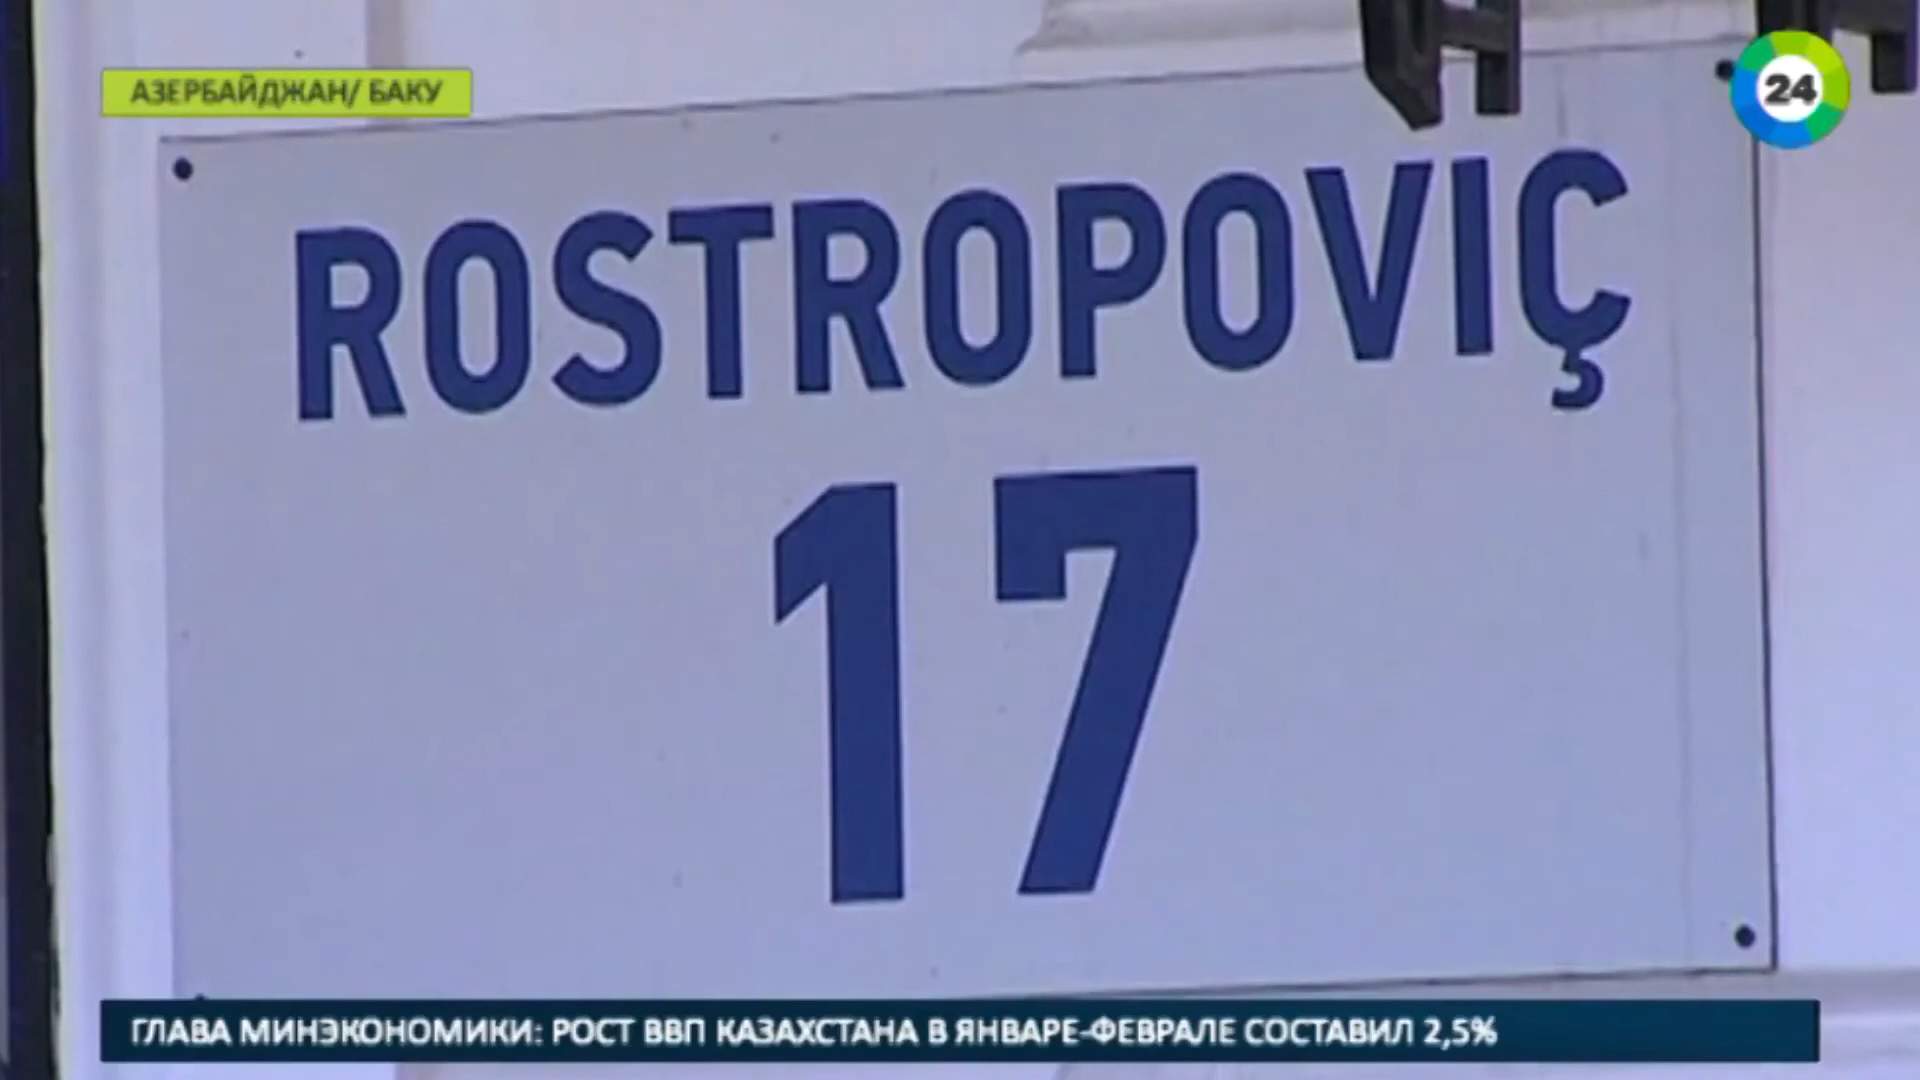 АЗЕРБАЙДЖАН/ БАКУ
24
ROSTROPOVIÇ
17
ГЛАВА МИНЭКОНОМИКИ: РОСТ ВВП КАЗАХСТАНА В ЯНВАРЕ-ФЕВРАЛЕ СОСТАВИЛ 2,5%